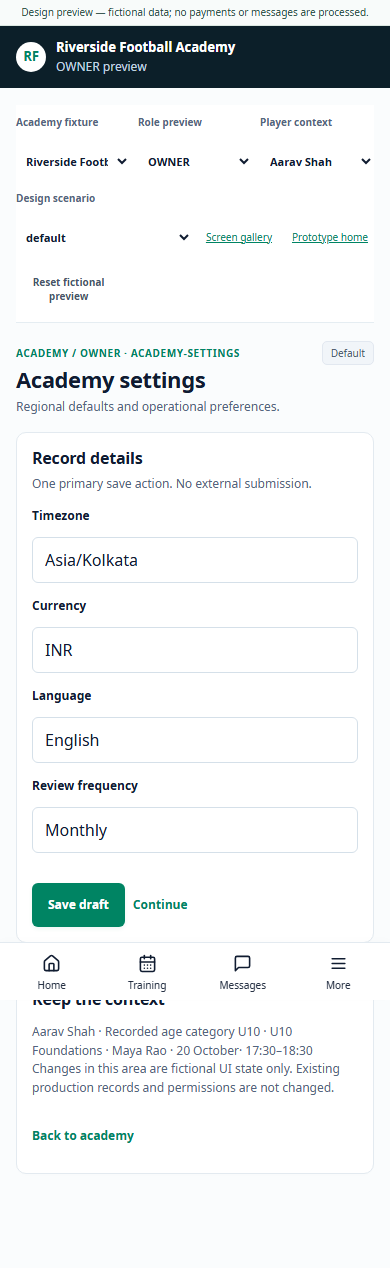 Design preview — fictional data; no payments or messages are processed.
RF
Riverside Football Academy
OWNER preview
Academy fixture
Role preview
Player context
Riverside Foot
OWNER
Aarav Shah
Design scenario
default
Screen gallery
Prototype home
Reset fictional
preview
ACADEMY / OWNER · ACADEMY-SETTINGS
Default
Academy settings
Regional defaults and operational preferences.
Record details
One primary save action. No external submission.
Timezone
Asia/Kolkata
Currency
INR
Language
English
Review frequency
Monthly
Save draft
Continue
Home
Training
Messages
More
Keep the context
Aarav Shah · Recorded age category U10 · U10
Foundations · Maya Rao · 20 October· 17:30–18:30
Changes in this area are fictional UI state only. Existing
production records and permissions are not changed.
Back to academy